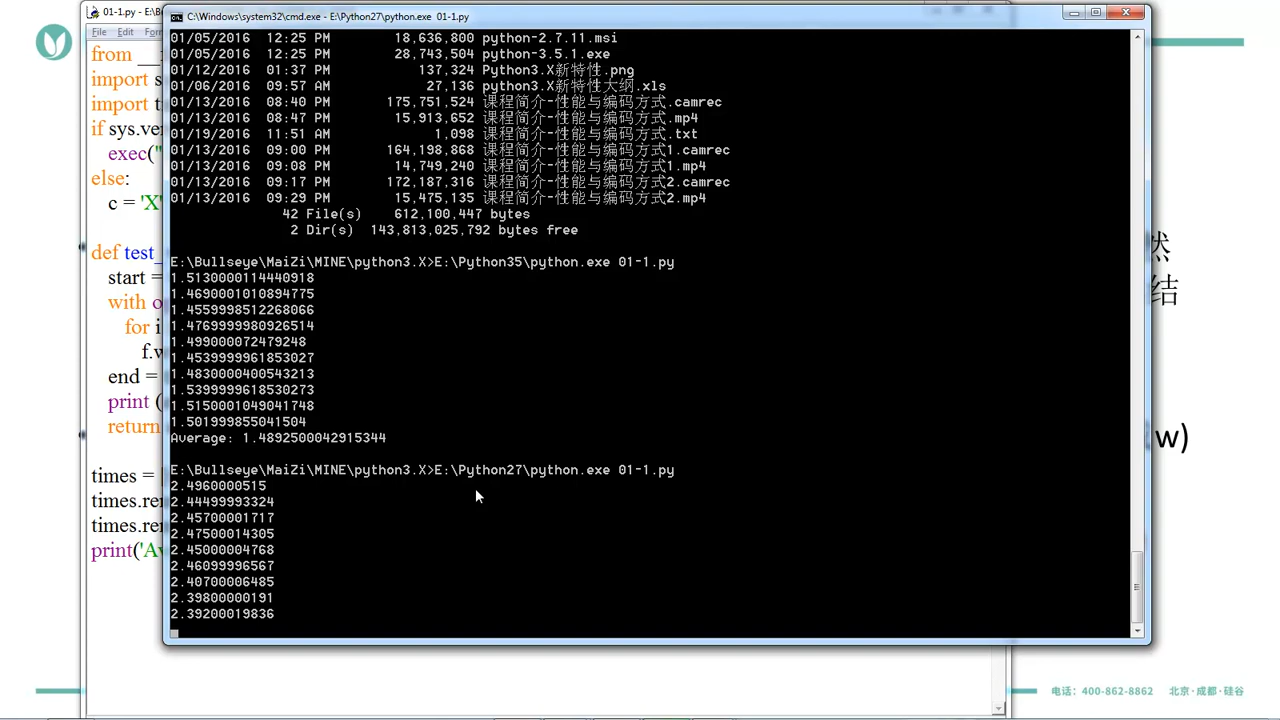 01-1.py - E:\B
C:\Windows\system32\cmd.exe - E:\Python27\python.exe 01-1.py
File Edit Form
01/05/2016 12:25 PM 18,636,800 python-2.7.11.msi
01/05/2016 12:25 PM 28,743,504 python-3.5.1.exe
01/12/2016 01:37 PM 137,324 Python3.X新特性.png
01/06/2016 09:57 AM 27,136 python3.X新特性大纲.xls
01/13/2016 08:40 PM 175,751,524 课程简介-性能与编码方式.camrec
01/13/2016 08:47 PM 15,913,652 课程简介-性能与编码方式.mp4
01/19/2016 11:51 AM 1,098 课程简介-性能与编码方式.txt
01/13/2016 09:00 PM 164,198,868 课程简介-性能与编码方式1.camrec
01/13/2016 09:08 PM 14,749,240 课程简介-性能与编码方式1.mp4
01/13/2016 09:17 PM 172,187,316 课程简介-性能与编码方式2.camrec
01/13/2016 09:29 PM 15,475,135 课程简介-性能与编码方式2.mp4
42 File(s) 612,100,447 bytes
2 Dir(s) 143,813,025,792 bytes free
E:\Bullseye\MaiZi\MINE\python3.X>E:\Python35\python.exe 01-1.py
1.5130000114440918
1.4690001010894775
1.4559998512268066
1.4769999980926514
1.499000072479248
1.4539999961853027
1.4830000400543213
1.5399999618530273
1.5150001049041748
1.501999855041504
Average: 1.4892500042915344
E:\Bullseye\MaiZi\MINE\python3.X>E:\Python27\python.exe 01-1.py
2.4960000515
2.44499993324
2.45700001717
2.47500014305
2.45000004768
2.46099996567
2.40700006485
2.39800000191
2.39200019836
from __
import s
import t
if sys.ve
exec("
else:
c = 'X'
def test_
start =
with o
for i
f.w
end =
print (
return
times =
times.re
times.re
print('Av
然
结
w)
电话：400-862-8862 北京·成都·硅谷